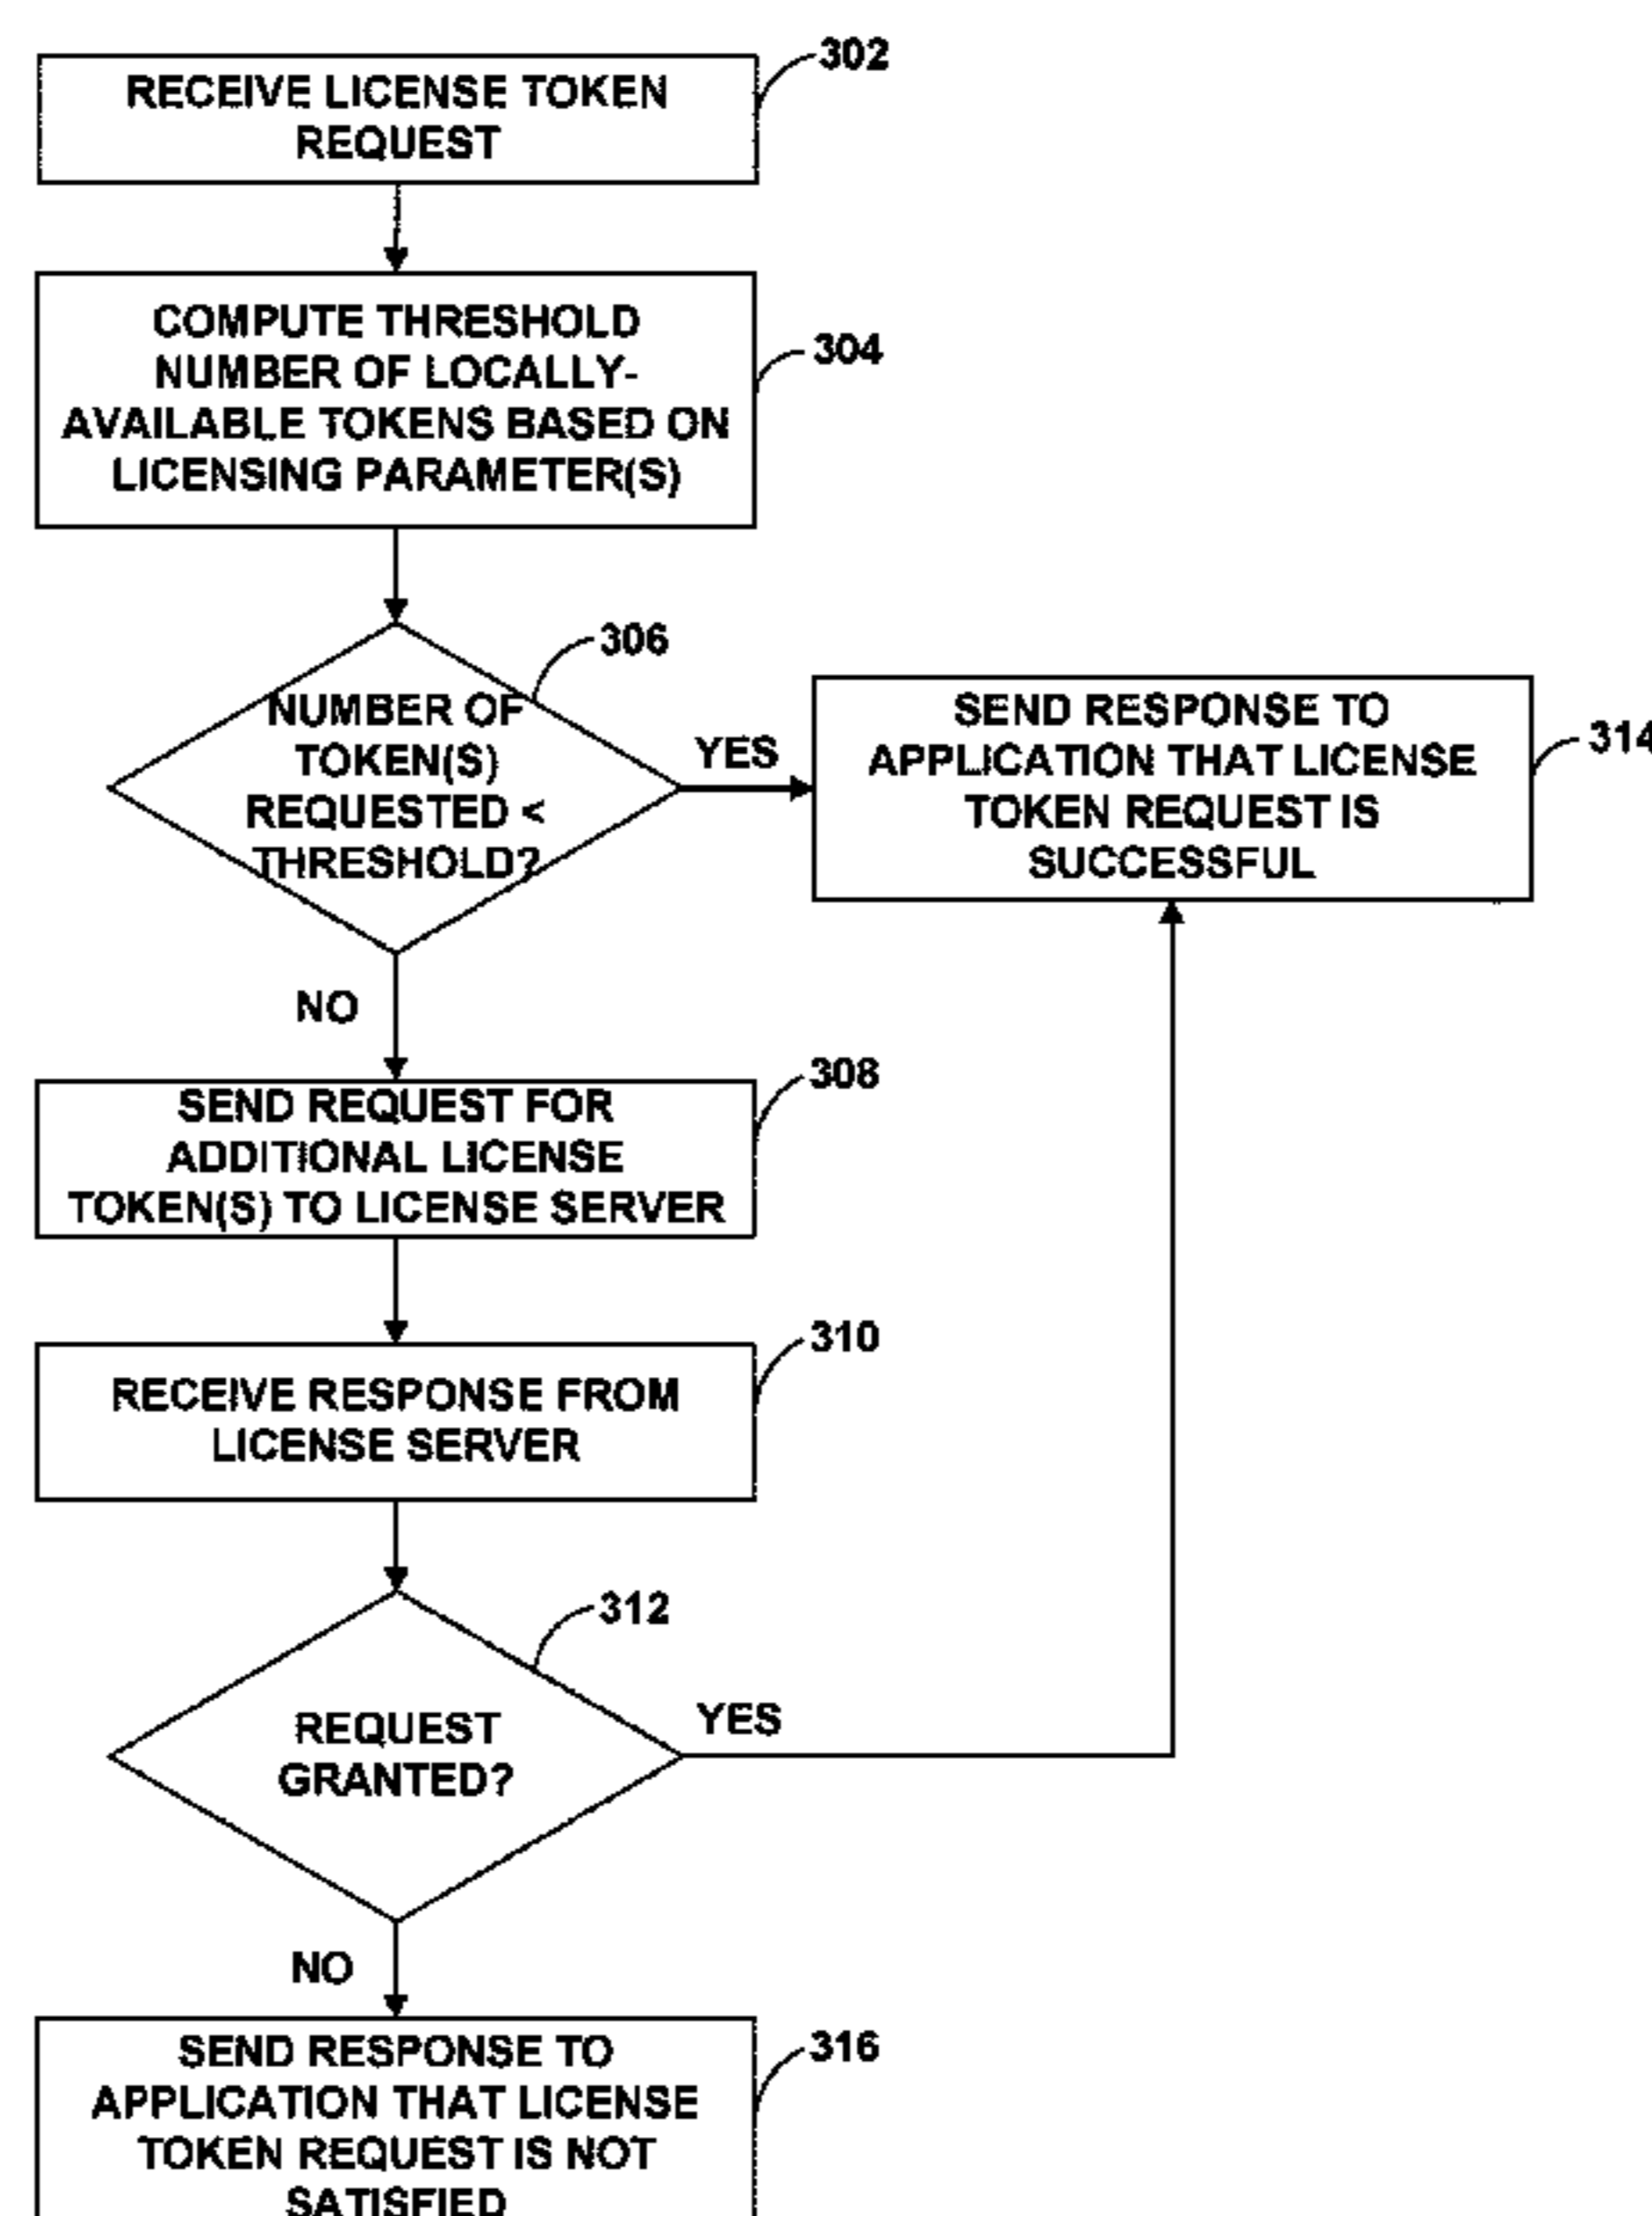 302
RECEIVE LICENSE TOKEN
REQUEST
COMPUTE THRESHOLD
NUMBER OF LOCALLY-
AVAILABLE TOKENS BASED ON
LICENSING PARAMETER(S)
304
306
NUMBER OF
TOKEN(S)
REQUESTED <
THRESHOLD?
YES
SEND RESPONSE TO
APPLICATION THAT LICENSE
TOKEN REQUEST IS
SUCCESSFUL
314
NO
308
SEND REQUEST FOR
ADDITIONAL LICENSE
TOKEN(S) TO LICENSE SERVER
310
RECEIVE RESPONSE FROM
LICENSE SERVER
312
REQUEST
GRANTED?
YES
NO
316
SEND RESPONSE TO
APPLICATION THAT LICENSE
TOKEN REQUEST IS NOT
SATISFIED